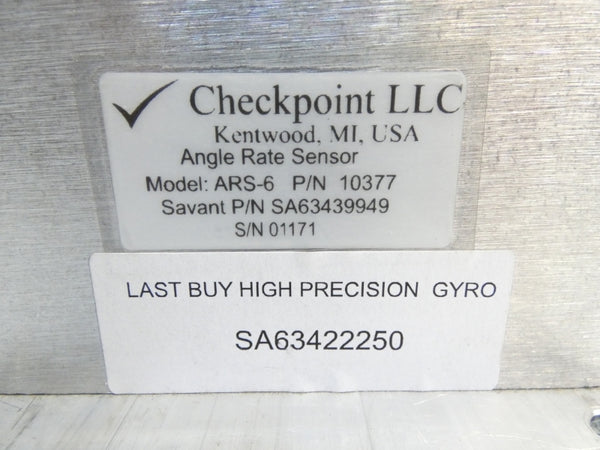 Checkpoint LLC
Kentwood, MI, USA
Angle Rate Sensor
Model: ARS-6 P/N 10377
Savant P/N SA63439949
S/N 01171
LAST BUY HIGH PRECISION GYRO
SA63422250